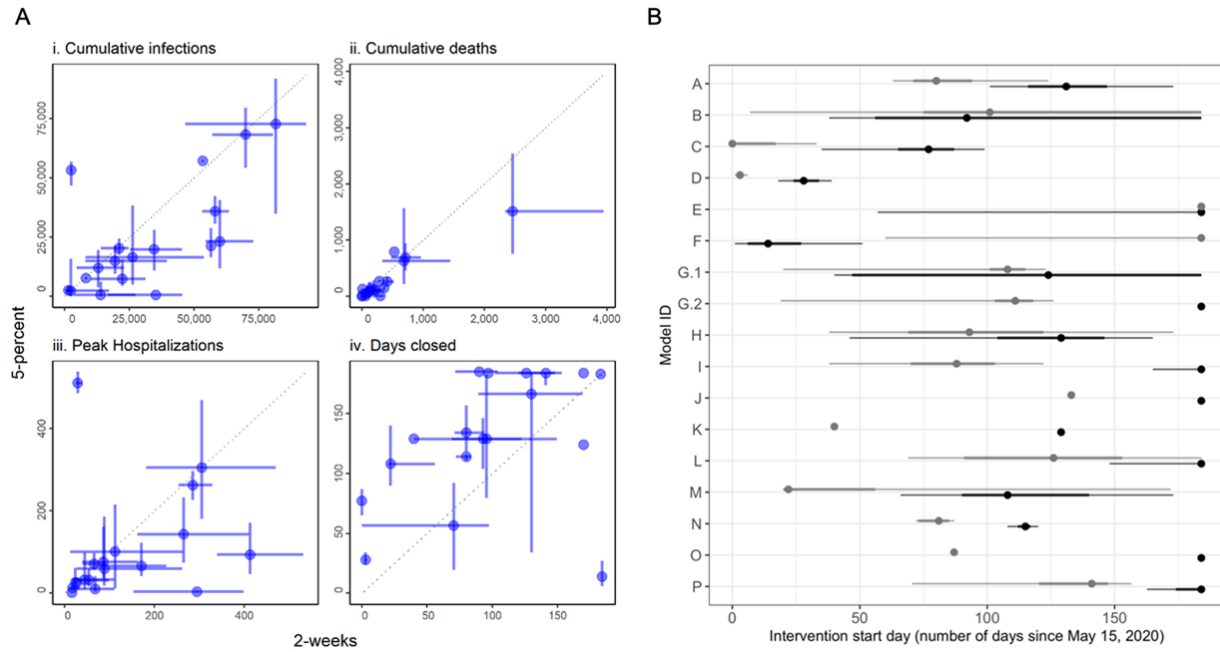 A
B
i. Cumulative infections
ii. Cumulative deaths
75,000
50,000
25,000
0
0
25,000
50,000
75,000
4,000
3,000
2,000
1,000
0
0
1,000
2,000
3,000
4,000
iii. Peak Hospitalizations
iv. Days closed
400
200
0
0
200
400
150
100
50
0
0
50
100
150
5-percent
2-weeks
Model ID
A
B
C
D
E
F
G.1
G.2
H
I
J
K
L
M
N
O
P
0
50
100
150
Intervention start day (number of days since May 15, 2020)